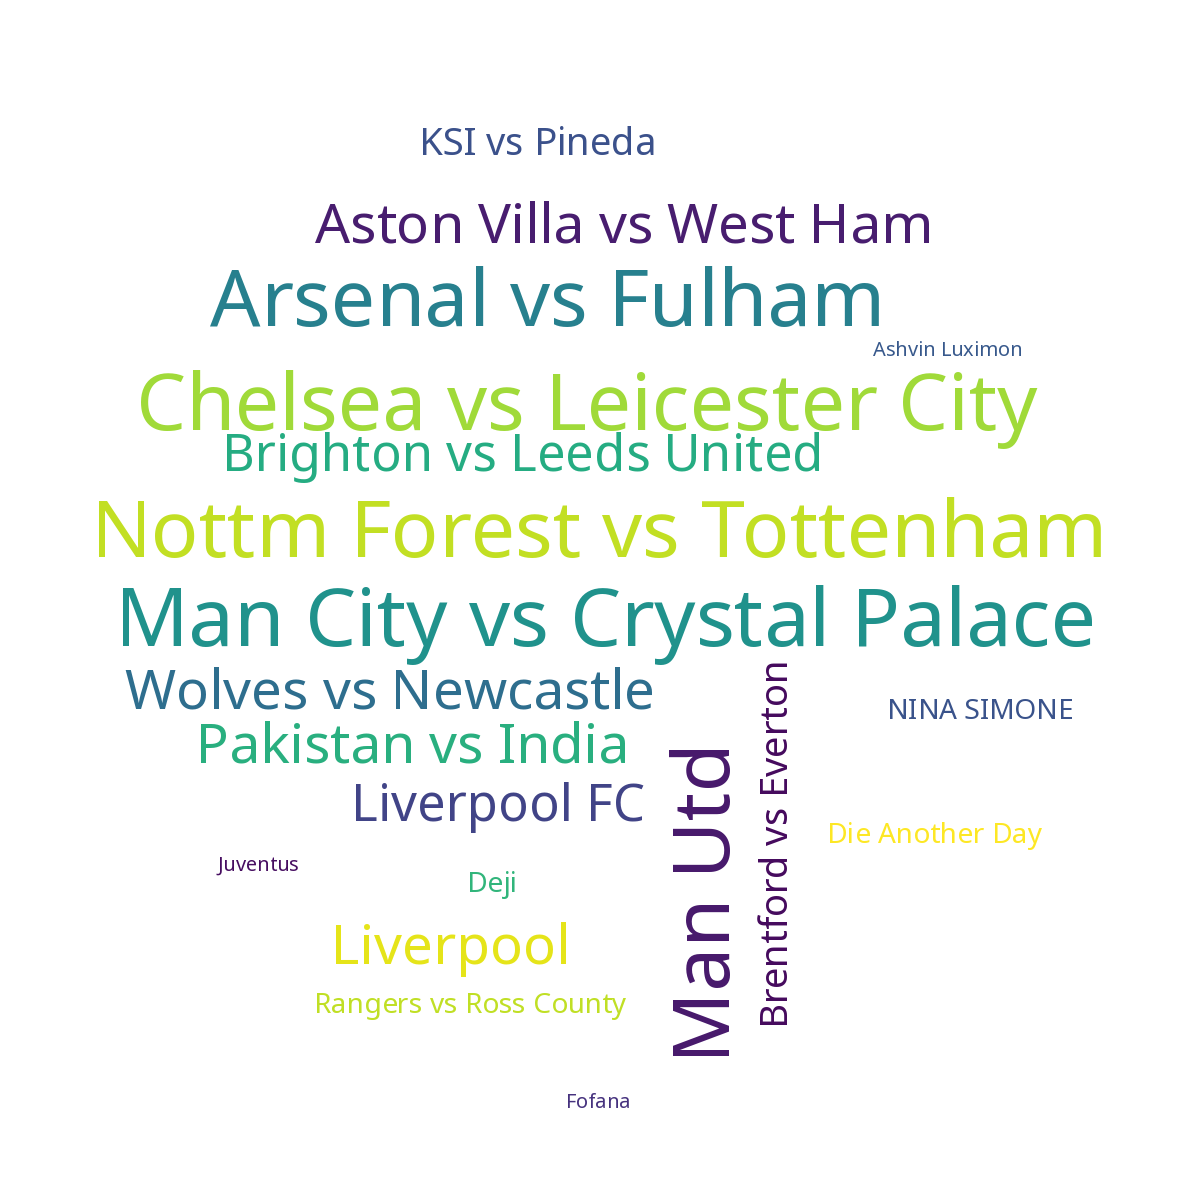 KSI vs Pineda
Aston Villa vs West Ham
Arsenal vs Fulham
Ashvin Luximon
Chelsea vs Leicester City
Brighton vs Leeds United
Nottm Forest vs Tottenham
Man City vs Crystal Palace
Wolves vs Newcastle
NINA SIMONE
Pakistan vs India
Liverpool FC
Man Utd
Brentford vs Everton
Die Another Day
Juventus
Deji
Liverpool
Rangers vs Ross County
Fofana